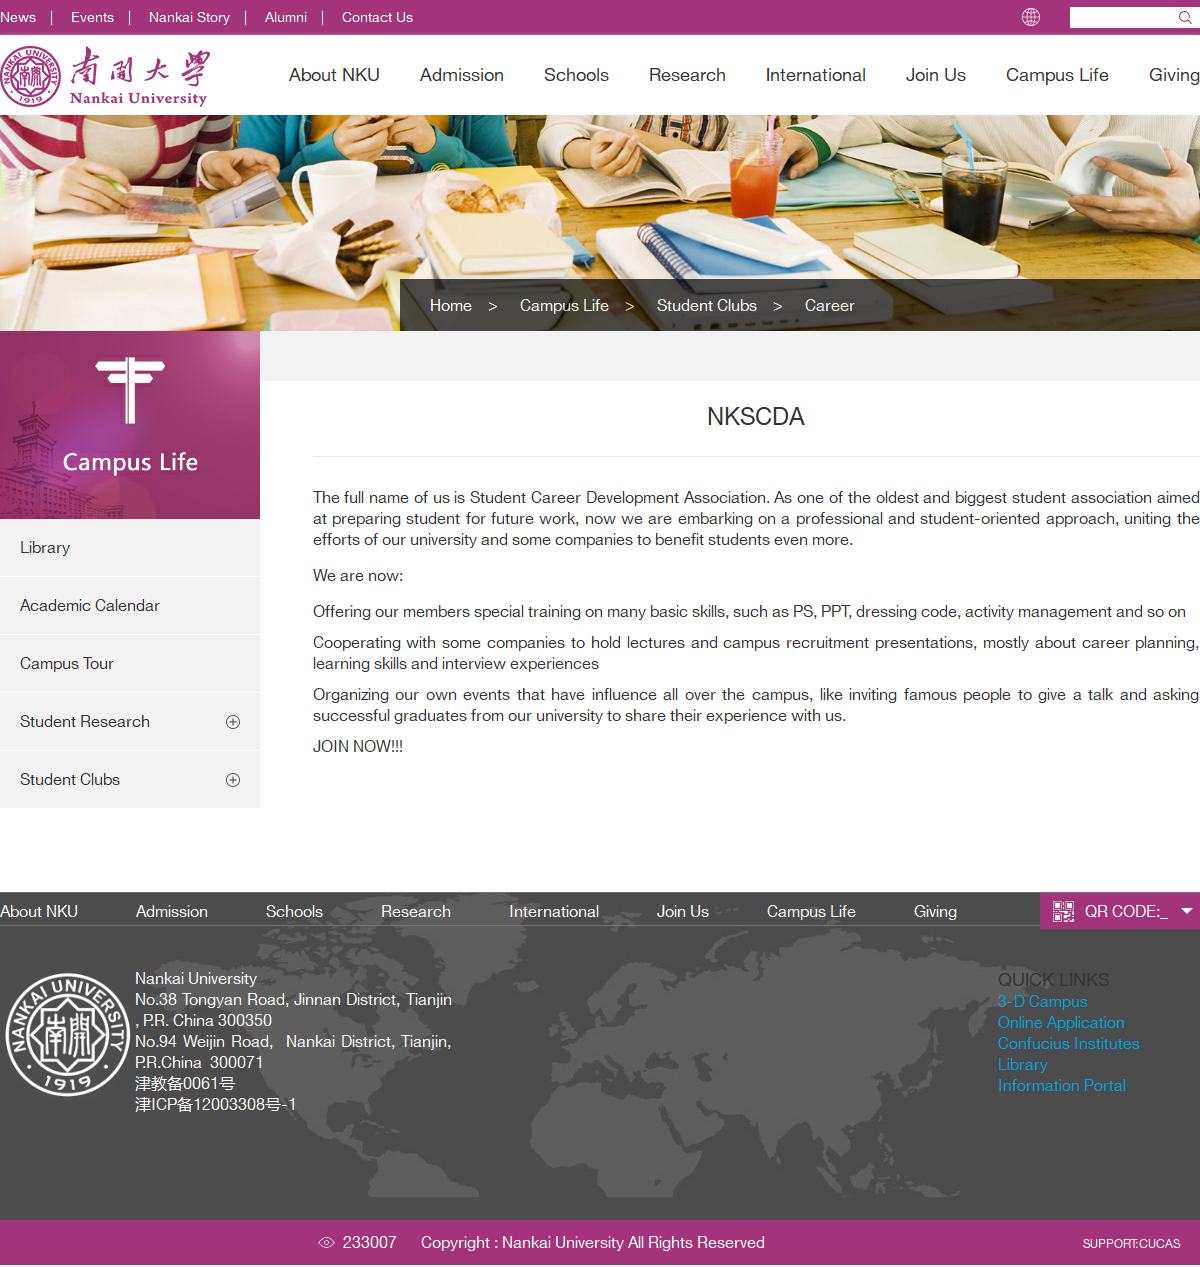 News | Events | Nankai Story | Alumni | Contact Us
NANKAI UNIVERSITY
南開
1919
南開大學
Nankai University
About NKU Admission Schools Research International Join Us Campus Life Giving
Home > Campus Life > Student Clubs > Career
Campus Life
Library
Academic Calendar
Campus Tour
Student Research
Student Clubs
NKSCDA
The full name of us is Student Career Development Association. As one of the oldest and biggest student association aimed
at preparing student for future work, now we are embarking on a professional and student-oriented approach, uniting the
efforts of our university and some companies to benefit students even more.
We are now:
Offering our members special training on many basic skills, such as PS, PPT, dressing code, activity management and so on
Cooperating with some companies to hold lectures and campus recruitment presentations, mostly about career planning,
learning skills and interview experiences
Organizing our own events that have influence all over the campus, like inviting famous people to give a talk and asking
successful graduates from our university to share their experience with us.
JOIN NOW!!!
About NKU Admission Schools Research International Join Us Campus Life Giving QR CODE:_
NANKAI UNIVERSITY
南開
1919
Nankai University
No.38 Tongyan Road, Jinnan District, Tianjin
, P.R. China 300350
No.94 Weijin Road, Nankai District, Tianjin,
P.R.China 300071
津教备0061号
津ICP备12003308号-1
QUICK LINKS
3-D Campus
Online Application
Confucius Institutes
Library
Information Portal
233007 Copyright : Nankai University All Rights Reserved
SUPPORT:CUCAS